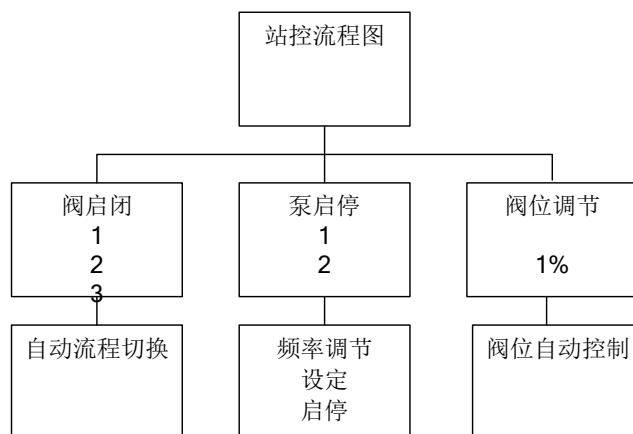 站控流程图
阀启闭
1
2
3
泵启停
1
2
阀位调节
1%
自动流程切换
频率调节
设定
启停
阀位自动控制